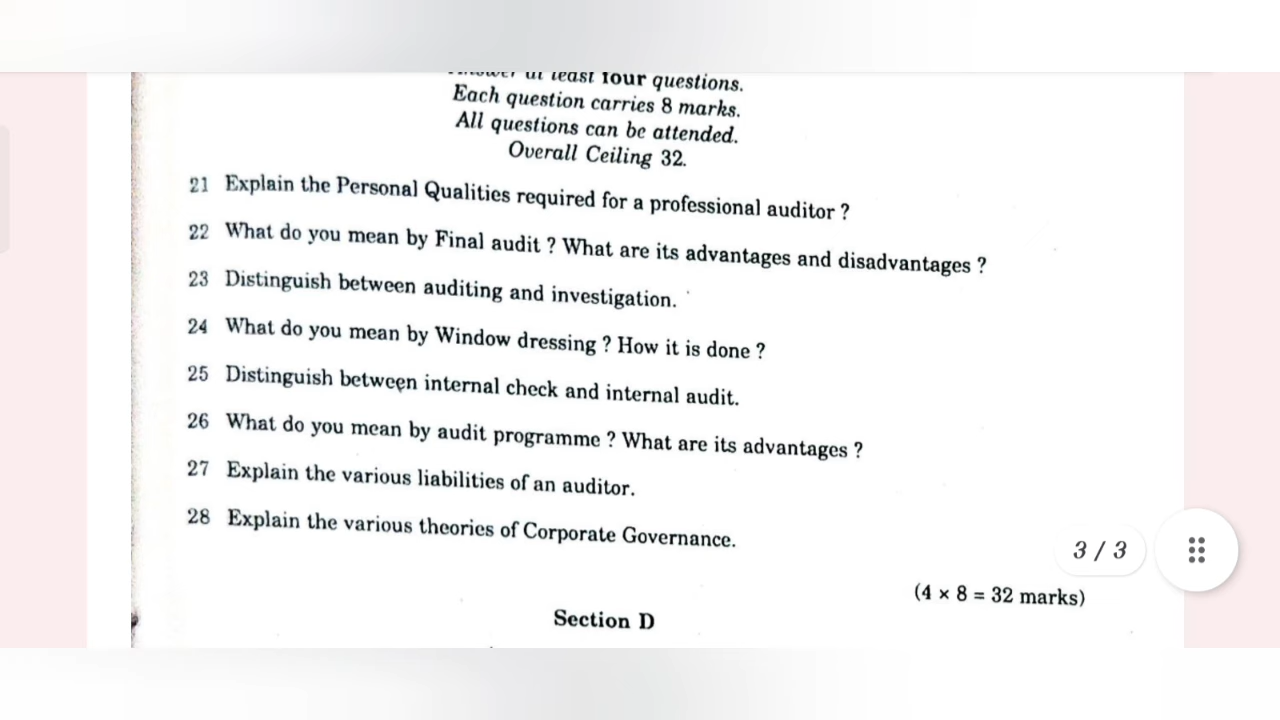 least four questions.
Each question carries 8 marks.
All questions can be attended.
Overall Ceiling 32.
21 Explain the Personal Qualities required for a professional auditor ?
22 What do you mean by Final audit ? What are its advantages and disadvantages ?
23 Distinguish between auditing and investigation.
24 What do you mean by Window dressing ? How it is done ?
25 Distinguish between internal check and internal audit.
26 What do you mean by audit programme ? What are its advantages ?
27 Explain the various liabilities of an auditor.
28 Explain the various theories of Corporate Governance.
3 / 3
(4 × 8 = 32 marks)
Section D